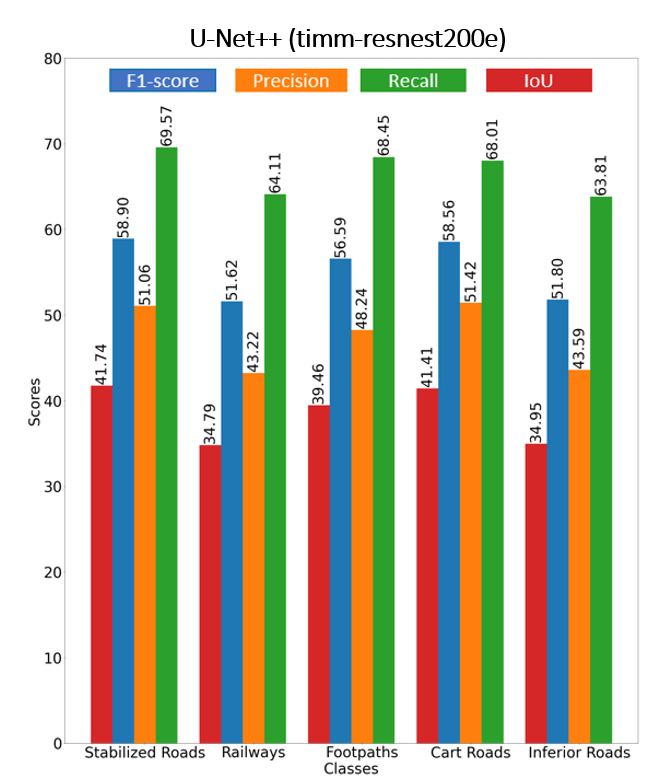 U-Net++ (timm-resnest200e)
F1-score Precision Recall IoU
80
70
60
50
40
30
20
10
0
Scores
41.74 58.90 51.06 69.57
34.79 51.62 43.22 64.11
39.46 56.59 48.24 68.45
41.41 58.56 51.42 68.01
34.95 51.80 43.59 63.81
Stabilized Roads Railways Footpaths Cart Roads Inferior Roads
Classes